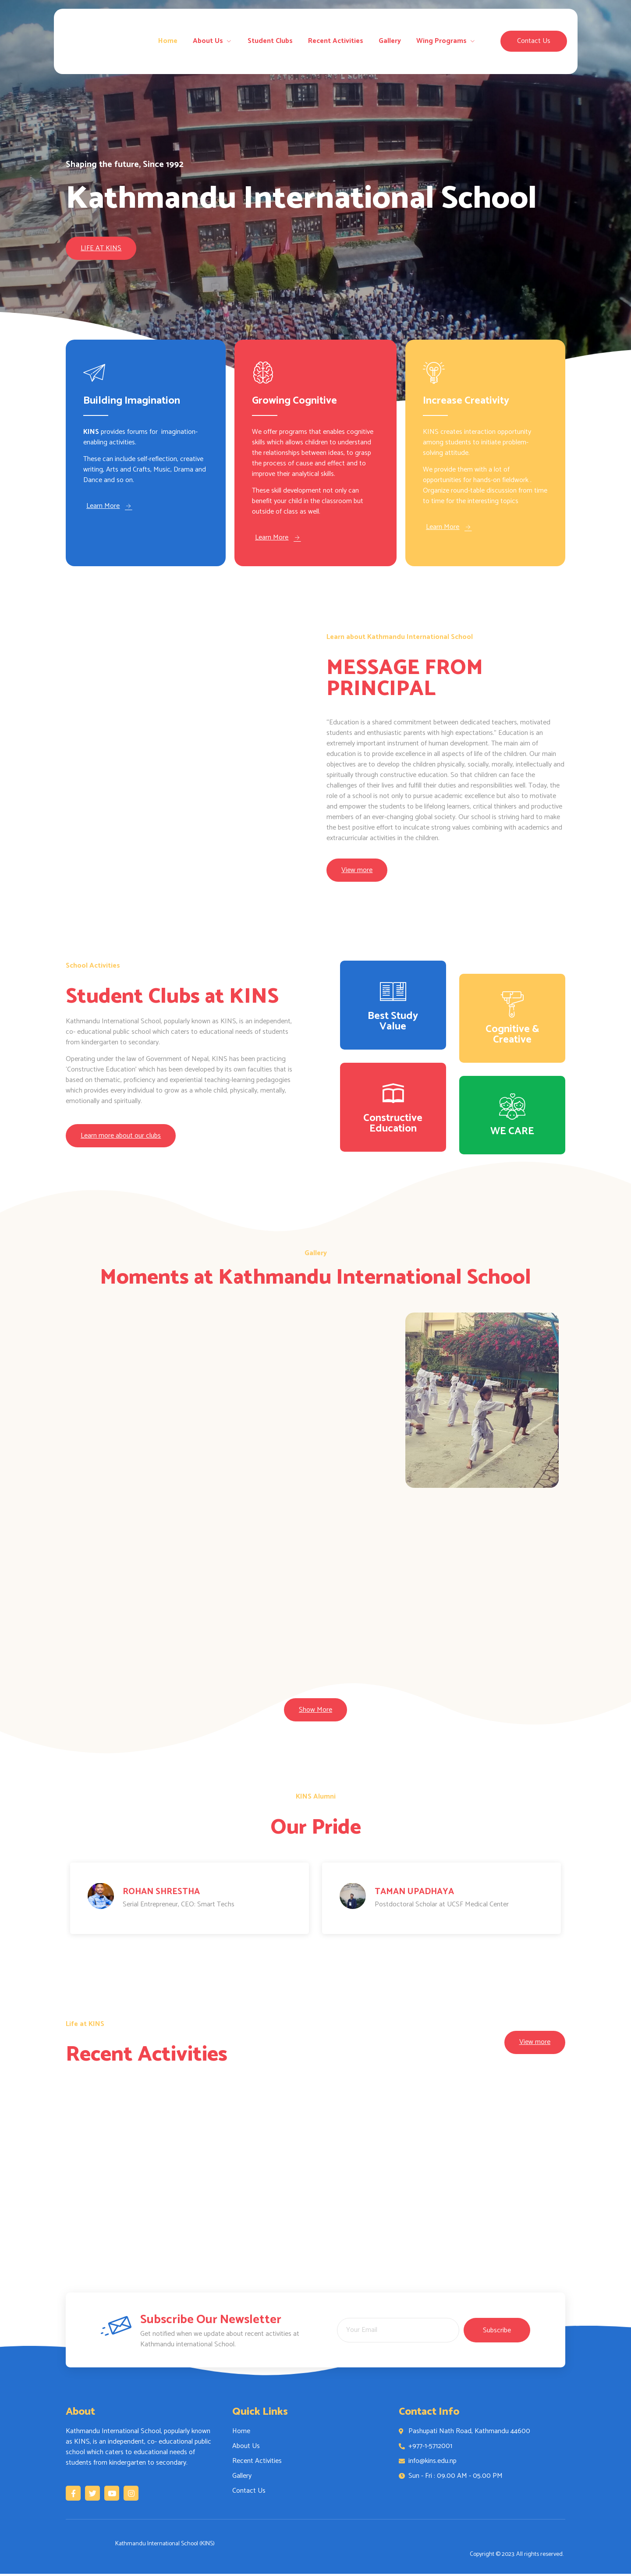 Home
About Us
Student Clubs
Recent Activities
Gallery
Wing Programs
Contact Us
Shaping the future, Since 1992
Kathmandu International School
LIFE AT KINS
Building Imagination
KINS provides forums for imagination-
enabling activities.
These can include self-reflection, creative
writing, Arts and Crafts, Music, Drama and
Dance and so on.
Learn More
Growing Cognitive
We offer programs that enables cognitive
skills which allows children to understand
the relationships between ideas, to grasp
the process of cause and effect and to
improve their analytical skills.
These skill development not only can
benefit your child in the classroom but
outside of class as well.
Learn More
Increase Creativity
KINS creates interaction opportunity
among students to initiate problem-
solving attitude.
We provide them with a lot of
opportunities for hands-on fieldwork.
Organize round-table discussion from time
to time for the interesting topics.
Learn More
Learn about Kathmandu International School
MESSAGE FROM
PRINCIPAL
"Education is a shared commitment between dedicated teachers, motivated
students and enthusiastic parents with high expectations." Education is an
extremely important instrument of human development. The main aim of
education is to provide excellence in all aspects of life of the children. Our main
objectives are to develop the children physically, socially, morally, intellectually and
spiritually through constructive education. So that children can face the
challenges of their lives and fulfill their duties and responsibilities well. Today, the
role of a school is not only to pursue academic excellence but also to motivate
and empower the students to be lifelong learners, critical thinkers and productive
members of an ever-changing global society. Our school is striving hard to make
the best positive effort to inculcate strong values combining with academics and
extracurricular activities in the children.
View more
School Activities
Student Clubs at KINS
Kathmandu International School, popularly known as KINS, is an independent,
co- educational public school which caters to educational needs of students
from kindergarten to secondary.
Operating under the law of Government of Nepal, KINS has been practicing
'Constructive Education' which has been developed by its own faculties that is
based on thematic, proficiency and experiential teaching-learning pedagogies
which provides every individual to grow as a whole child, physically, mentally,
emotionally and spiritually.
Learn more about our clubs
Best Study
Value
Cognitive &
Creative
Constructive
Education
WE CARE
Gallery
Moments at Kathmandu International School
Show More
KINS Alumni
Our Pride
ROHAN SHRESTHA
Serial Entrepreneur, CEO: Smart Techs
TAMAN UPADHAYA
Postdoctoral Scholar at UCSF Medical Center
Life at KINS
Recent Activities
View more
Subscribe Our Newsletter
Get notified when we update about recent activities at
Kathmandu international School.
Your Email
Subscribe
About
Kathmandu International School, popularly known
as KINS, is an independent, co- educational public
school which caters to educational needs of
students from kindergarten to secondary.
Quick Links
Home
About Us
Recent Activities
Gallery
Contact Us
Contact Info
Pashupati Nath Road, Kathmandu 44600
+977-1-5712001
info@kins.edu.np
Sun - Fri : 09.00 AM - 05.00 PM
Kathmandu International School (KINS)
Copyright © 2023. All rights reserved.